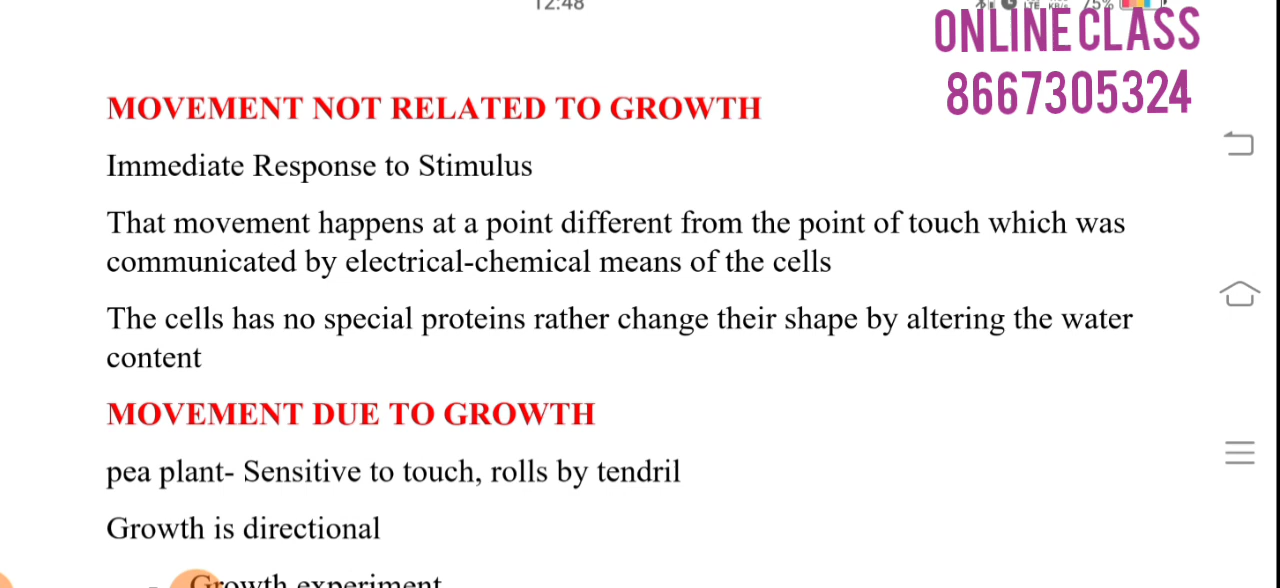 12:48
75%
ONLINE CLASS
8667305324
MOVEMENT NOT RELATED TO GROWTH
Immediate Response to Stimulus
That movement happens at a point different from the point of touch which was
communicated by electrical-chemical means of the cells
The cells has no special proteins rather change their shape by altering the water
content
MOVEMENT DUE TO GROWTH
pea plant- Sensitive to touch, rolls by tendril
Growth is directional
Growth experiment